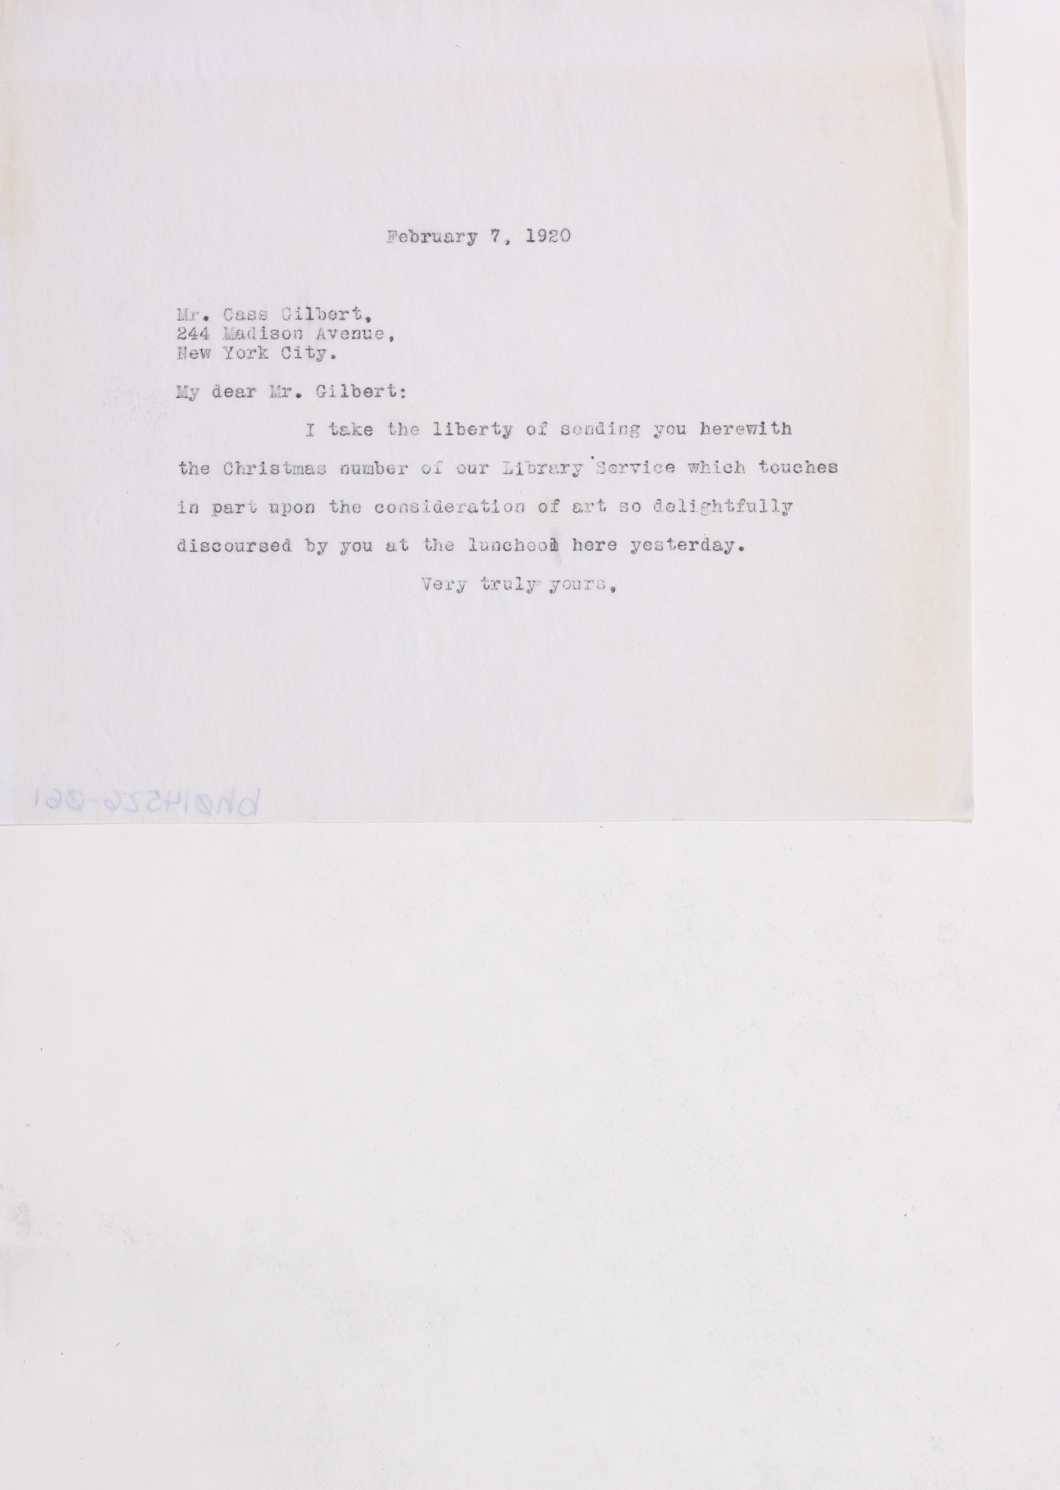 February 7, 1920
Mr. Cass Gilbert,
244 Madison Avenue,
New York City.
My dear Mr. Gilbert:
I take the liberty of sending you herewith
the Christmas number of our Library Service which touches
in part upon the consideration of art so delightfully
discoursed by you at the luncheon here yesterday.
Very truly yours,
bh014526-061